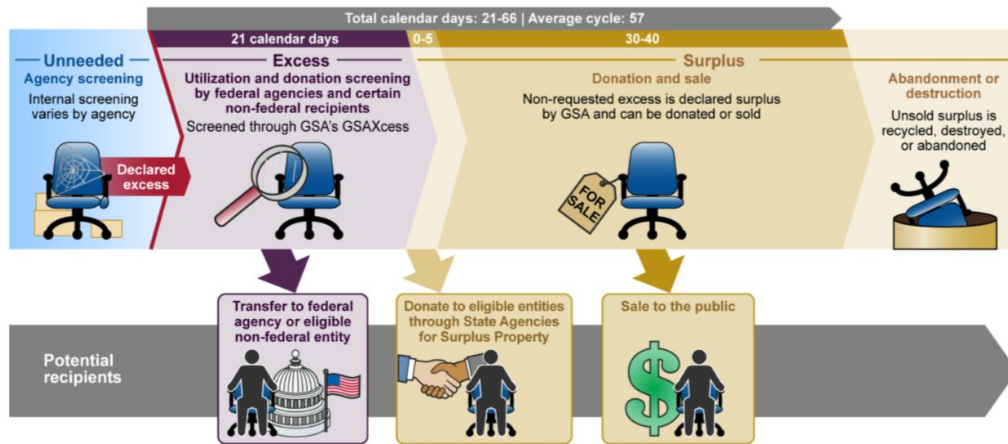 Total calendar days: 21-66 | Average cycle: 57
21 calendar days
0-5
30-40
Unneeded
Agency screening
Internal screening
varies by agency
Declared
excess
Excess
Utilization and donation screening
by federal agencies and certain
non-federal recipients
Screened through GSA's GSAXcess
Surplus
Donation and sale
Non-requested excess is declared surplus
by GSA and can be donated or sold
FOR
SALE
Abandonment or
destruction
Unsold surplus is
recycled, destroyed,
or abandoned
Potential
recipients
Transfer to federal
agency or eligible
non-federal entity
Donate to eligible entities
through State Agencies
for Surplus Property
Sale to the public